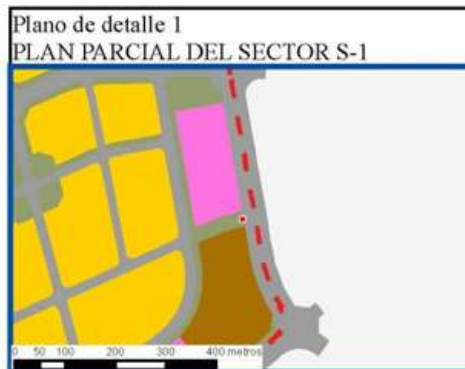 Plano de detalle 1
PLAN PARCIAL DEL SECTOR S-1
0 50 100 200 300 400 metros